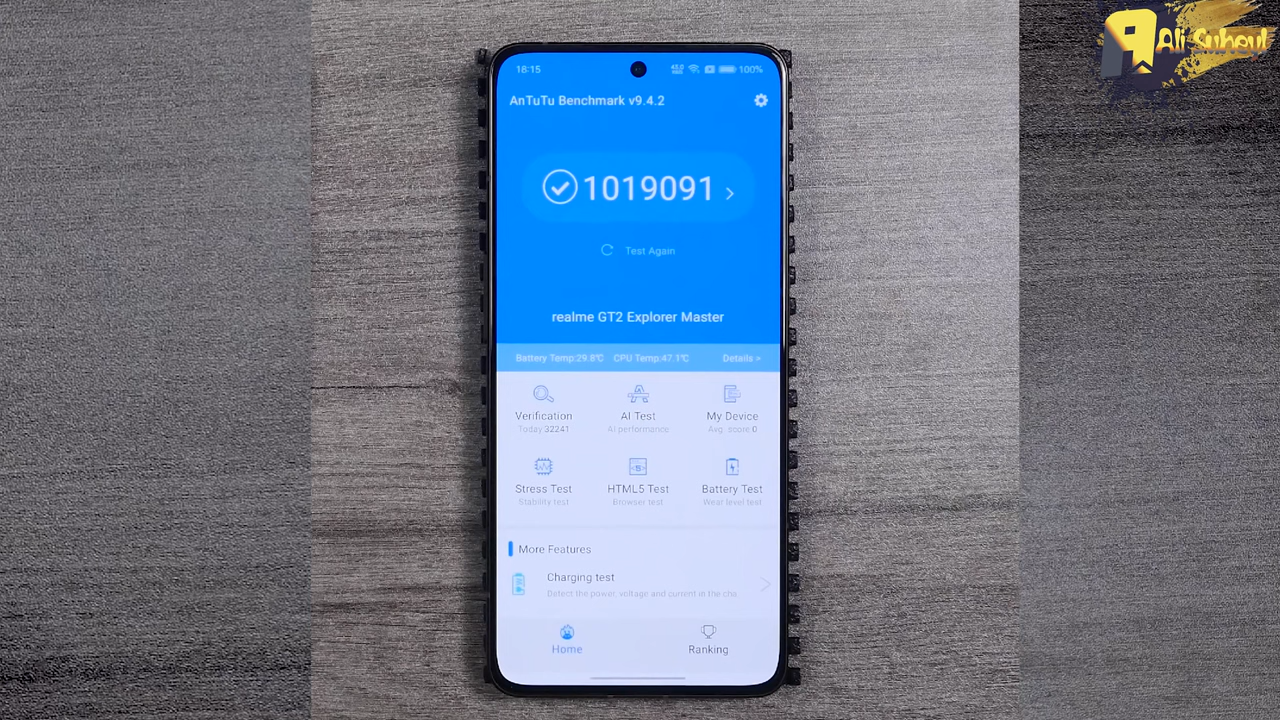 Ali Suheyl
18:15
100%
AnTuTu Benchmark v9.4.2
1019091 >
Test Again
realme GT2 Explorer Master
Battery Temp:29.8℃ CPU Temp:47.1℃ Details >
Verification AI Test My Device
Today 32241 AI performance Avg. score 0
Stress Test HTML5 Test Battery Test
Stability test Browser test Wear level test
More Features
Charging test
Detect the power, voltage and current in the cha
Home Ranking